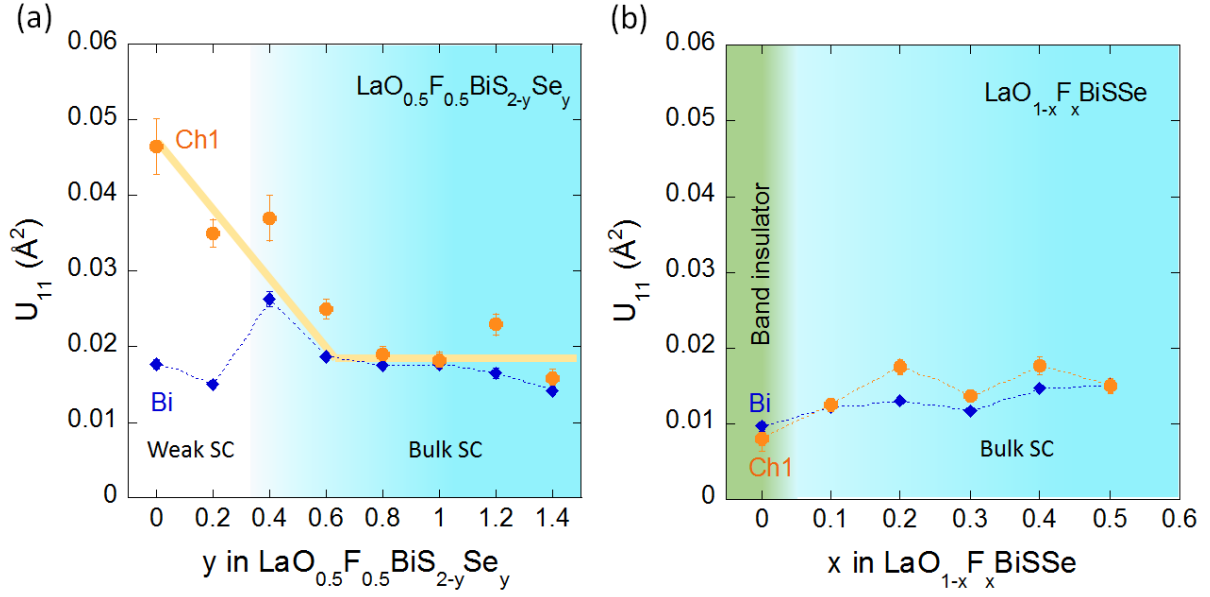 (a)
0.06
0.05
0.04
0.03
0.02
0.01
0
U11 (Å2)
LaO0.5F0.5BiS2-ySey
Ch1
Bi
Weak SC
Bulk SC
0 0.2 0.4 0.6 0.8 1 1.2 1.4
y in LaO0.5F0.5BiS2-ySey
(b)
0.06
0.05
0.04
0.03
0.02
0.01
0
U11 (Å2)
LaO1-xFxBiSSe
Band insulator
Bi
Ch1
Bulk SC
0 0.1 0.2 0.3 0.4 0.5 0.6
x in LaO1-xFxBiSSe